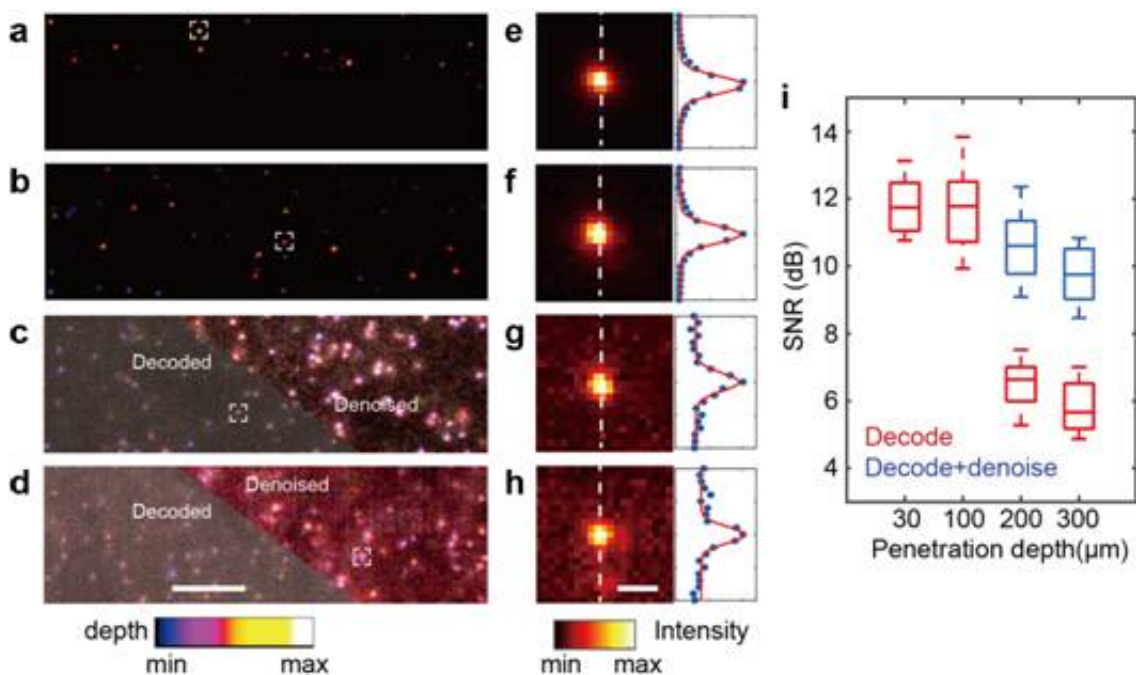 a
b
c
Decoded
Denoised
d
Denoised
Decoded
depth
min
max
e
f
g
h
Intensity
min
max
i
14
12
10
8
6
4
SNR (dB)
Decode
Decode+denoise
30
100
200
300
Penetration depth(μm)